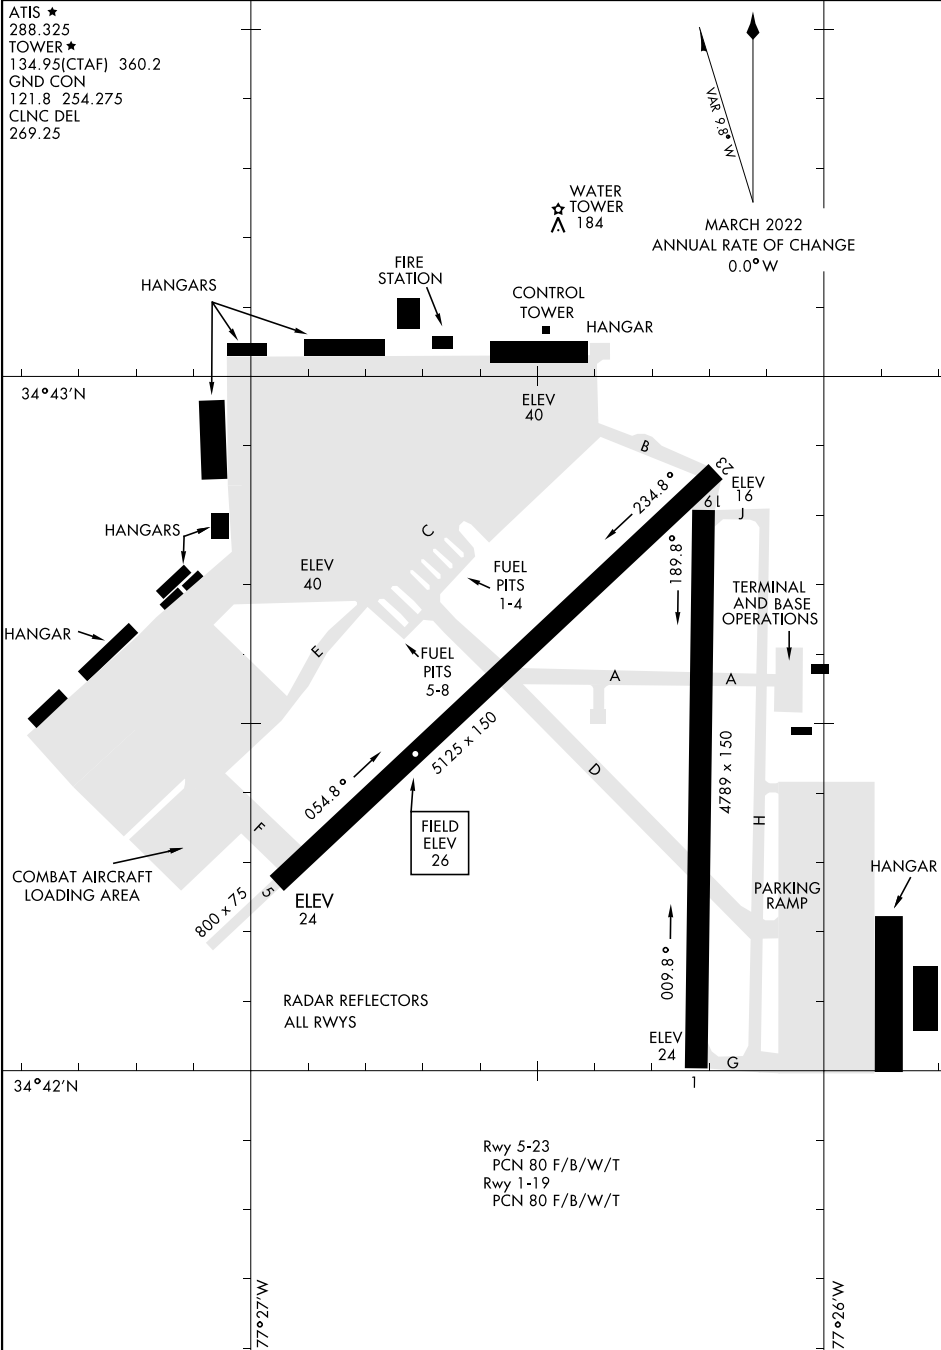 ATIS ★
288.325
TOWER ★
134.95(CTAF) 360.2
GND CON
121.8 254.275
CLNC DEL
269.25
VAR 9.8° W
MARCH 2022
ANNUAL RATE OF CHANGE
0.0° W
WATER
TOWER
184
HANGARS
FIRE
STATION
CONTROL
TOWER
HANGAR
34°43'N
ELEV
40
B
23
ELEV
16
19
J
234.8°
189.8°
C
HANGARS
ELEV
40
FUEL
PITS
1-4
TERMINAL
AND BASE
OPERATIONS
HANGAR
E
FUEL
PITS
5-8
A
A
5125 x 150
4789 x 150
D
054.8°
H
F
FIELD
ELEV
26
COMBAT AIRCRAFT
LOADING AREA
5
800 x 75
ELEV
24
PARKING
RAMP
HANGAR
009.8°
RADAR REFLECTORS
ALL RWYS
ELEV
24
G
1
34°42'N
Rwy 5-23
PCN 80 F/B/W/T
Rwy 1-19
PCN 80 F/B/W/T
77°27'W
77°26'W